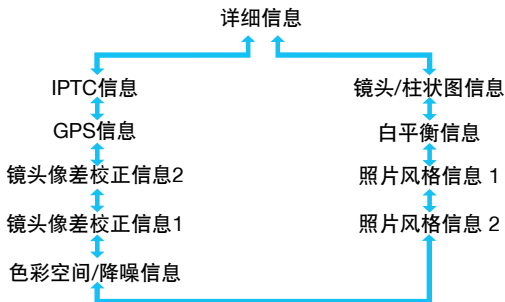 详细信息
IPTC信息
镜头/柱状图信息
GPS信息
白平衡信息
镜头像差校正信息2
照片风格信息 1
镜头像差校正信息1
照片风格信息 2
色彩空间/降噪信息